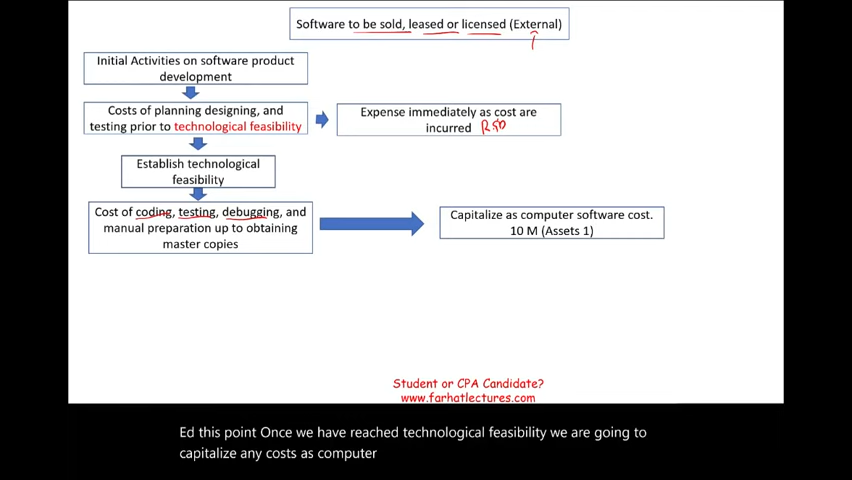 Software to be sold, leased or licensed (External)
Initial Activities on software product
development
Costs of planning designing, and
testing prior to technological feasibility
Expense immediately as cost are
incurred R&D
Establish technological
feasibility
Cost of coding, testing, debugging, and
manual preparation up to obtaining
master copies
Capitalize as computer software cost.
10 M (Assets 1)
Student or CPA Candidate?
www.farhatlectures.com
Ed this point Once we have reached technological feasibility we are going to
capitalize any costs as computer